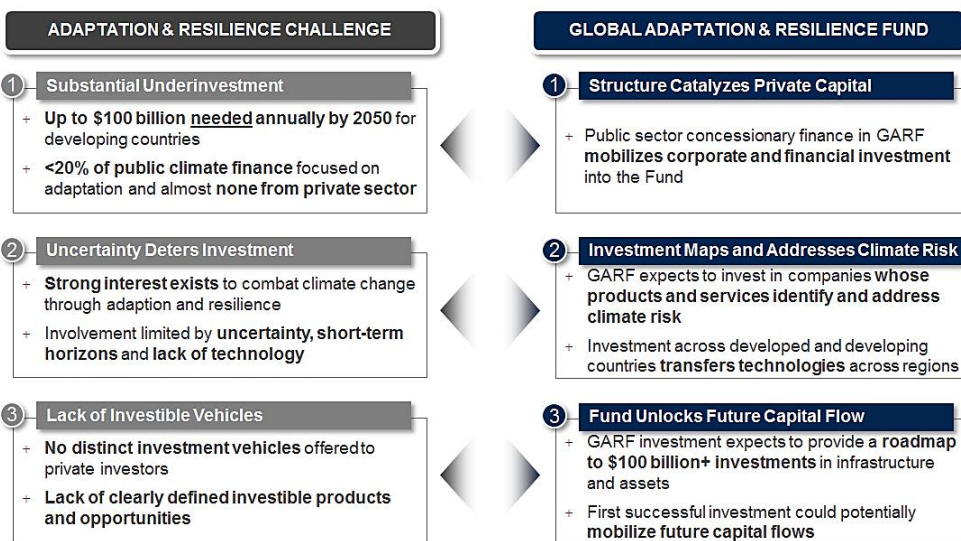 ADAPTATION & RESILIENCE CHALLENGE
1 Substantial Underinvestment
+ Up to $100 billion needed annually by 2050 for
developing countries
+ <20% of public climate finance focused on
adaptation and almost none from private sector
2 Uncertainty Deters Investment
+ Strong interest exists to combat climate change
through adaption and resilience
+ Involvement limited by uncertainty, short-term
horizons and lack of technology
3 Lack of Investible Vehicles
+ No distinct investment vehicles offered to
private investors
+ Lack of clearly defined investible products
and opportunities
GLOBAL ADAPTATION & RESILIENCE FUND
1 Structure Catalyzes Private Capital
+ Public sector concessionary finance in GARF
mobilizes corporate and financial investment
into the Fund
2 Investment Maps and Addresses Climate Risk
+ GARF expects to invest in companies whose
products and services identify and address
climate risk
+ Investment across developed and developing
countries transfers technologies across regions
3 Fund Unlocks Future Capital Flow
+ GARF investment expects to provide a roadmap
to $100 billion+ investments in infrastructure
and assets
+ First successful investment could potentially
mobilize future capital flows